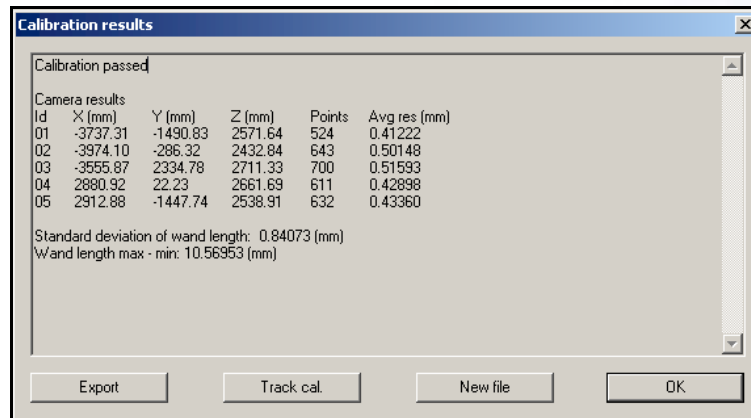 Calibration results
Calibration passed
Camera results
Id X (mm) Y (mm) Z (mm) Points Avg res (mm)
01 -3737.31 -1490.83 2571.64 524 0.41222
02 -3974.10 -286.32 2432.84 643 0.50148
03 -3555.87 2334.78 2711.33 700 0.51593
04 2880.92 22.23 2661.69 611 0.42898
05 2912.88 -1447.74 2538.91 632 0.43360
Standard deviation of wand length: 0.84073 (mm)
Wand length max - min: 10.56953 (mm)
Export Track cal. New file OK